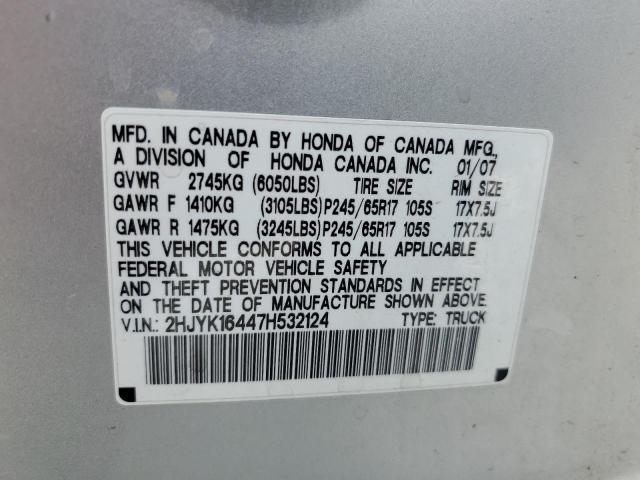 MFD. IN CANADA BY HONDA OF CANADA MFG.,
A DIVISION OF HONDA CANADA INC. 01/07
GVWR 2745KG (6050LBS) TIRE SIZE RIM SIZE
GAWR F 1410KG (3105LBS) P245/65R17 105S 17X7.5J
GAWR R 1475KG (3245LBS) P245/65R17 105S 17X7.5J
THIS VEHICLE CONFORMS TO ALL APPLICABLE
FEDERAL MOTOR VEHICLE SAFETY
AND THEFT PREVENTION STANDARDS IN EFFECT
ON THE DATE OF MANUFACTURE SHOWN ABOVE.
V.I.N.: 2HJYK16447H532124 TYPE: TRUCK